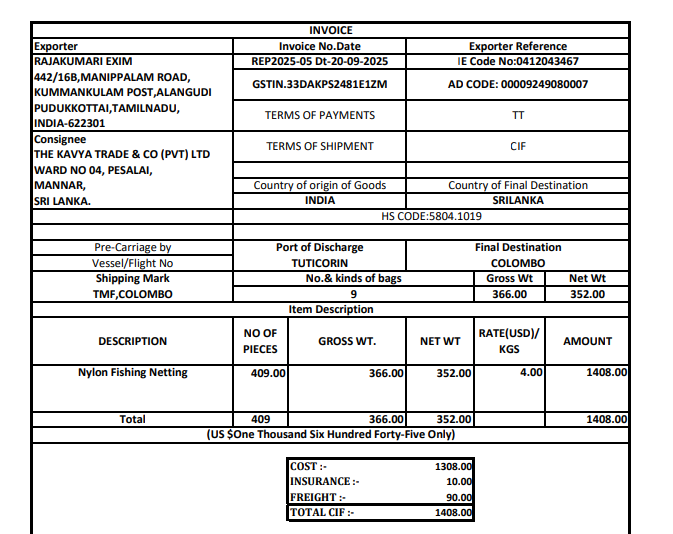 INVOICE
Exporter Invoice No.Date Exporter Reference
RAJAKUMARI EXIM REP2025-05 Dt-20-09-2025 IE Code No:0412043467
442/16B,MANIPPALAM ROAD,
KUMMANKULAM POST,ALANGUDI GSTIN.33DAKPS2481E1ZM AD CODE: 00009249080007
PUDUKKOTTAI,TAMILNADU, TERMS OF PAYMENTS TT
INDIA-622301
Consignee
THE KAVYA TRADE & CO (PVT) LTD TERMS OF SHIPMENT CIF
WARD NO 04, PESALAI,
MANNAR, Country of origin of Goods Country of Final Destination
SRI LANKA. INDIA SRILANKA
HS CODE:5804.1019
Pre-Carriage by Port of Discharge Final Destination
Vessel/Flight No TUTICORIN COLOMBO
Shipping Mark No.& kinds of bags Gross Wt Net Wt
TMF,COLOMBO 9 366.00 352.00
Item Description
DESCRIPTION NO OF PIECES GROSS WT. NET WT RATE(USD)/ KGS AMOUNT
Nylon Fishing Netting 409.00 366.00 352.00 4.00 1408.00
Total 409 366.00 352.00 1408.00
(US $One Thousand Six Hundred Forty-Five Only)
COST :- 1308.00
INSURANCE :- 10.00
FREIGHT :- 90.00
TOTAL CIF :- 1408.00